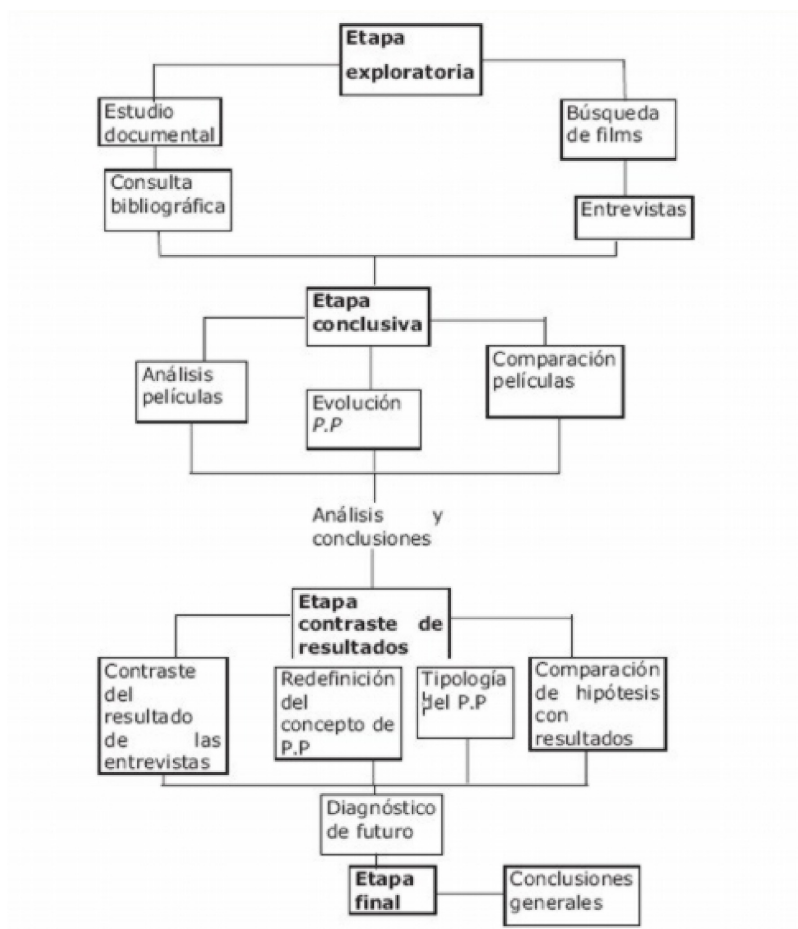 Etapa
exploratoria
Estudio
documental
Búsqueda
de films
Consulta
bibliográfica
Entrevistas
Etapa
conclusiva
Análisis
películas
Evolución
P.P
Comparación
películas
Análisis y
conclusiones
Etapa
contraste de
resultados
Contraste
del
resultado
de las
entrevistas
Redefinición
del
concepto de
P.P
Tipología
del P.P
Comparación
de hipótesis
con
resultados
Diagnóstico
de futuro
Etapa
final
Conclusiones
generales